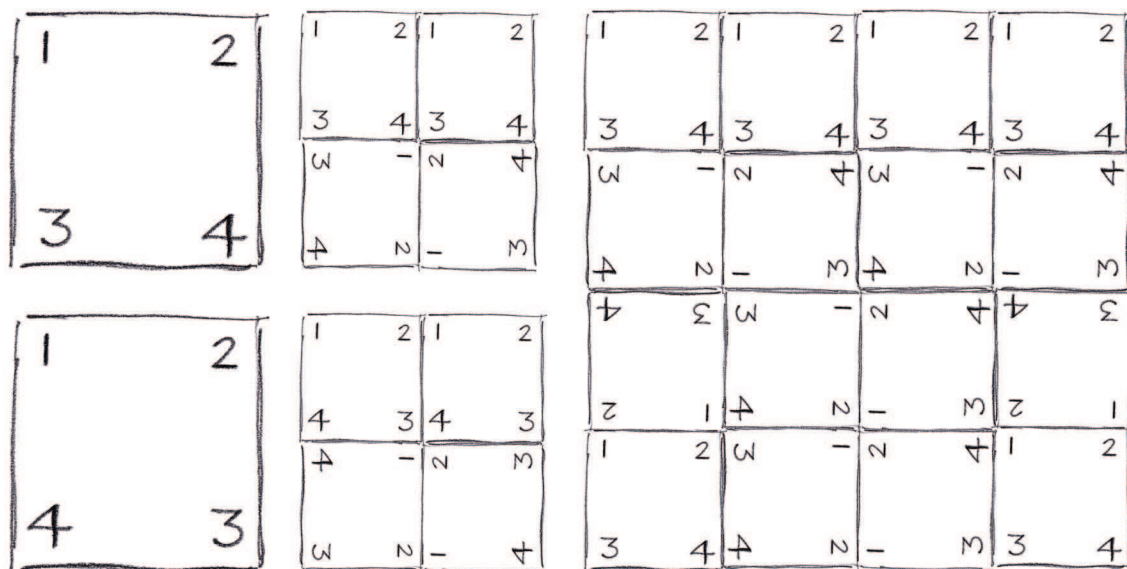 1 2
3 4
1 2
4 3
1 2 1 2
3 4 3 4
3 1 2 4
4 2 1 3
1 2 1 2
4 3 4 3
4 1 2 3
3 2 1 4
1 2 1 2 1 2 1 2
3 4 3 4 3 4 3 4
3 1 2 4 3 1 2 4
4 2 1 3 4 2 1 3
4 3 3 1 2 4 4 3
2 1 4 2 1 3 2 1
1 2 3 1 2 4 1 2
3 4 4 2 1 3 3 4